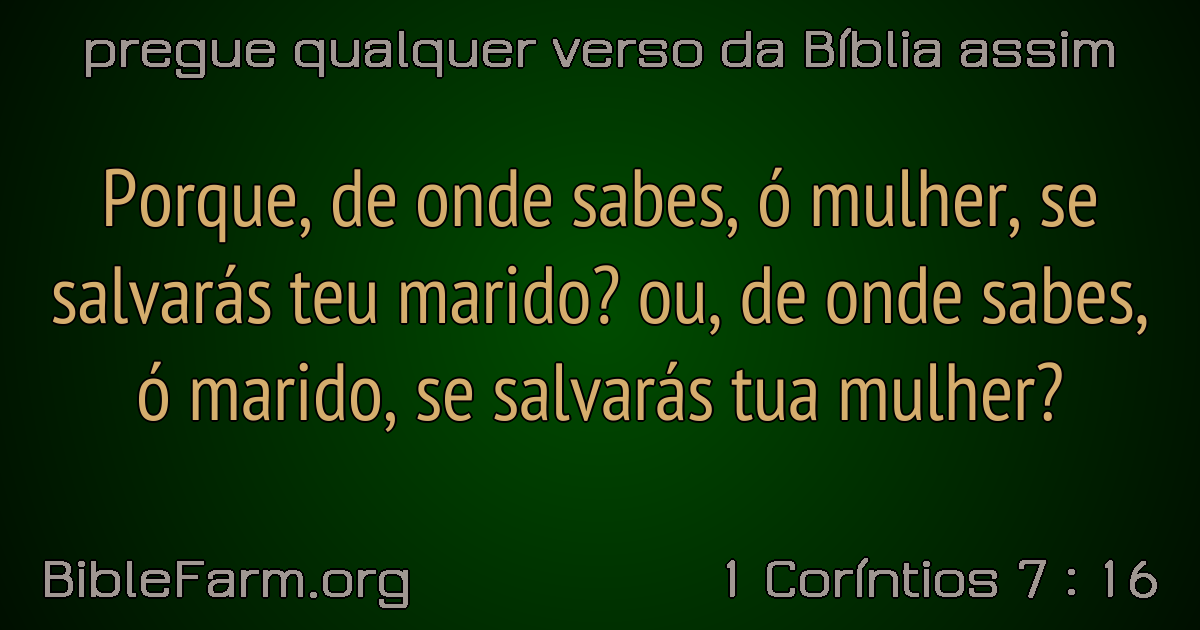 pregue qualquer verso da Bíblia assim
Porque, de onde sabes, ó mulher, se
salvarás teu marido? ou, de onde sabes,
ó marido, se salvarás tua mulher?
BibleFarm.org
1 Coríntios 7 : 16